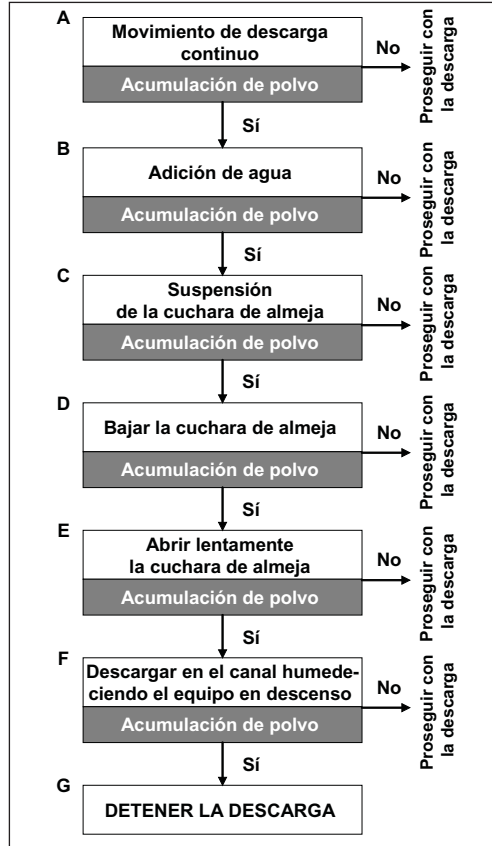 A
Movimiento de descarga
continuo
Acumulación de polvo
No
Proseguir con
la descarga
Sí
B
Adición de agua
Acumulación de polvo
No
Proseguir con
la descarga
Sí
C
Suspensión
de la cuchara de almeja
Acumulación de polvo
No
Proseguir con
la descarga
Sí
D
Bajar la cuchara de almeja
Acumulación de polvo
No
Proseguir con
la descarga
Sí
E
Abrir lentamente
la cuchara de almeja
Acumulación de polvo
No
Proseguir con
la descarga
Sí
F
Descargar en el canal humede-
ciendo el equipo en descenso
Acumulación de polvo
No
Proseguir con
la descarga
Sí
G
DETENER LA DESCARGA